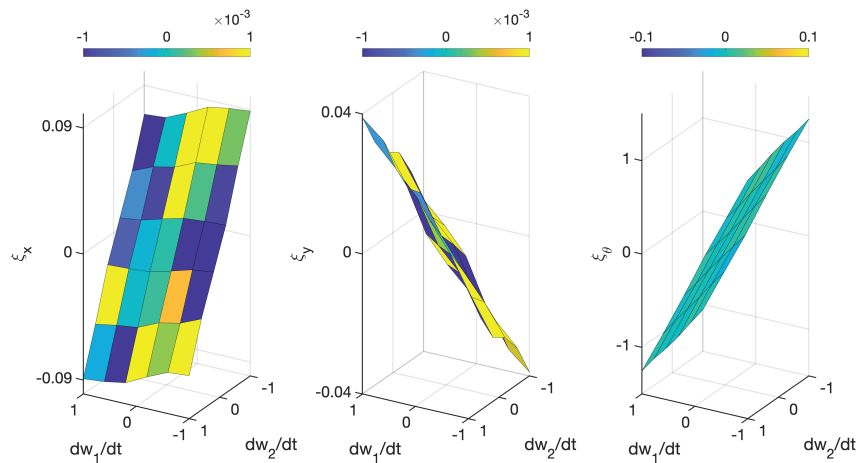 ×10⁻³
-1 0 1
0.09
0
-0.09
ξx
1 0 -1
1 0 -1
dw1/dt
dw2/dt
×10⁻³
-1 0 1
0.04
0
-0.04
ξy
1 0 -1
1 0 -1
dw1/dt
dw2/dt
-0.1 0 0.1
1
0
-1
ξθ
1 0 -1
1 0 -1
dw1/dt
dw2/dt